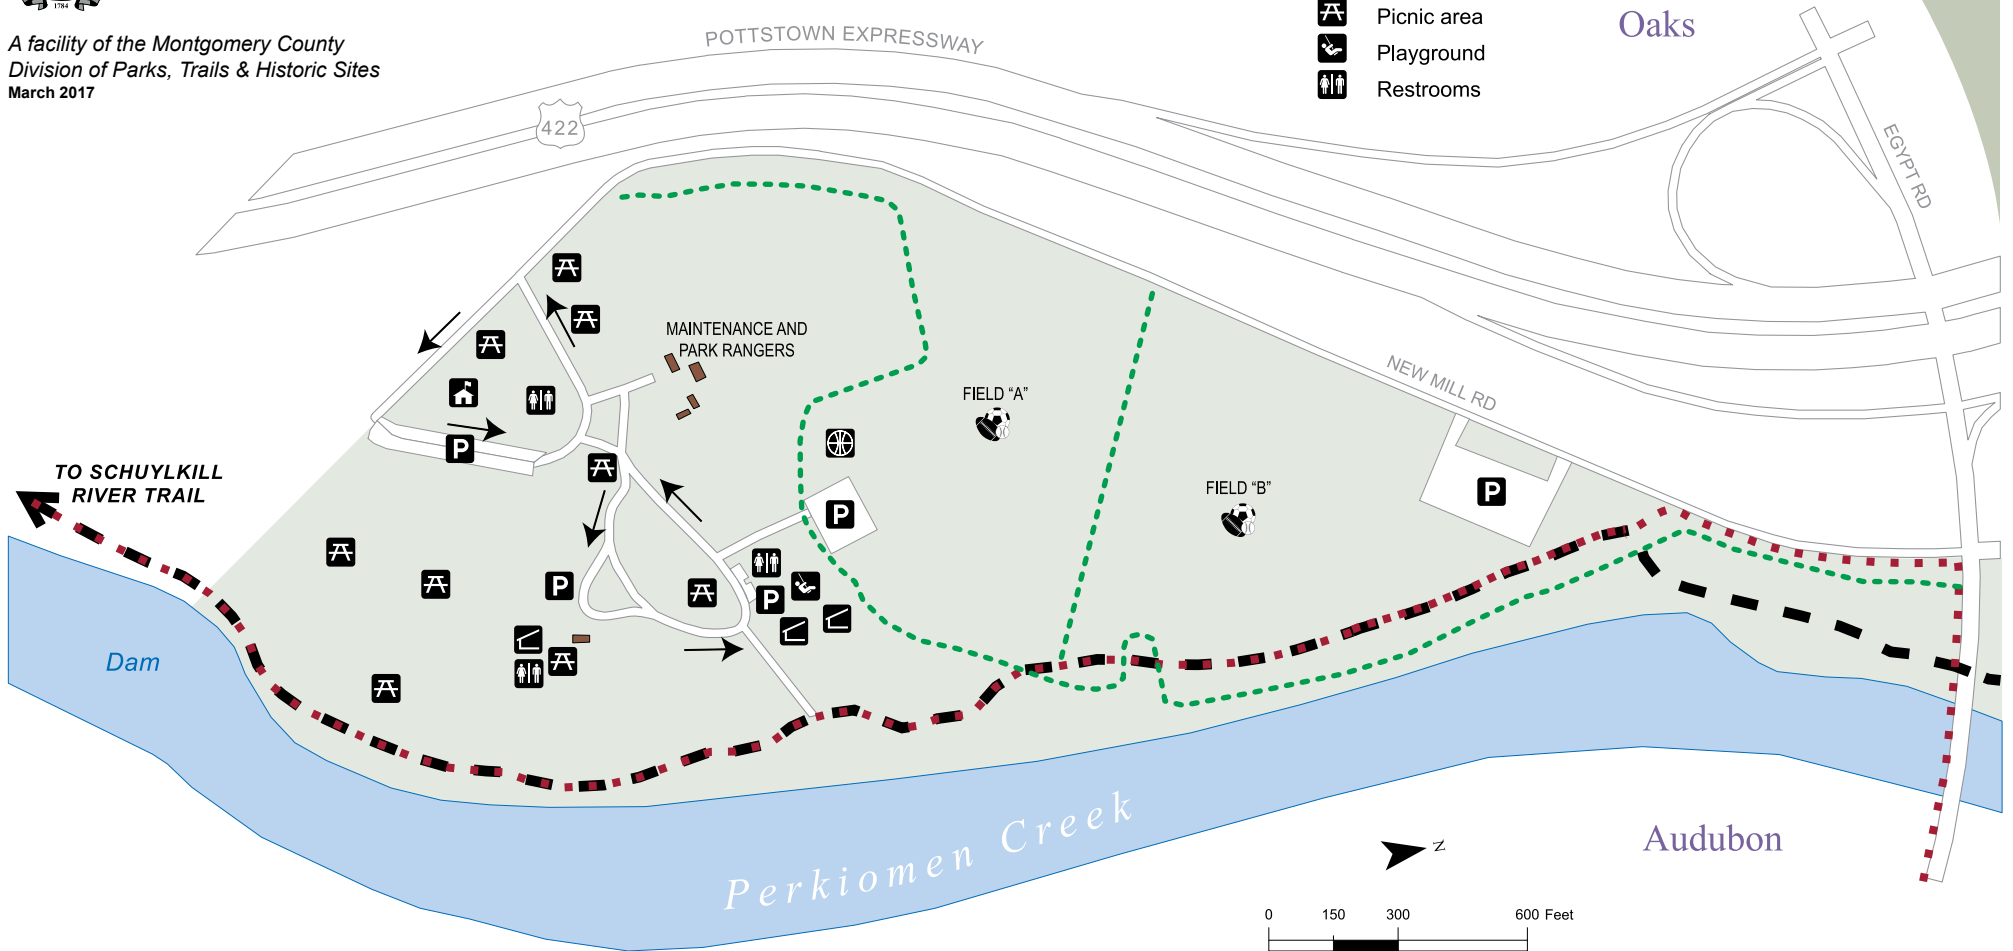 1784
A facility of the Montgomery County
Division of Parks, Trails & Historic Sites
March 2017
Picnic area
Playground
Restrooms
Oaks
POTTSTOWN EXPRESSWAY
422
EGYPT RD
MAINTENANCE AND
PARK RANGERS
FIELD “A”
NEW MILL RD
P
TO SCHUYLKILL
RIVER TRAIL
FIELD “B”
P
P
P
P
Dam
Perkiomen Creek
N
Audubon
0 150 300 600 Feet